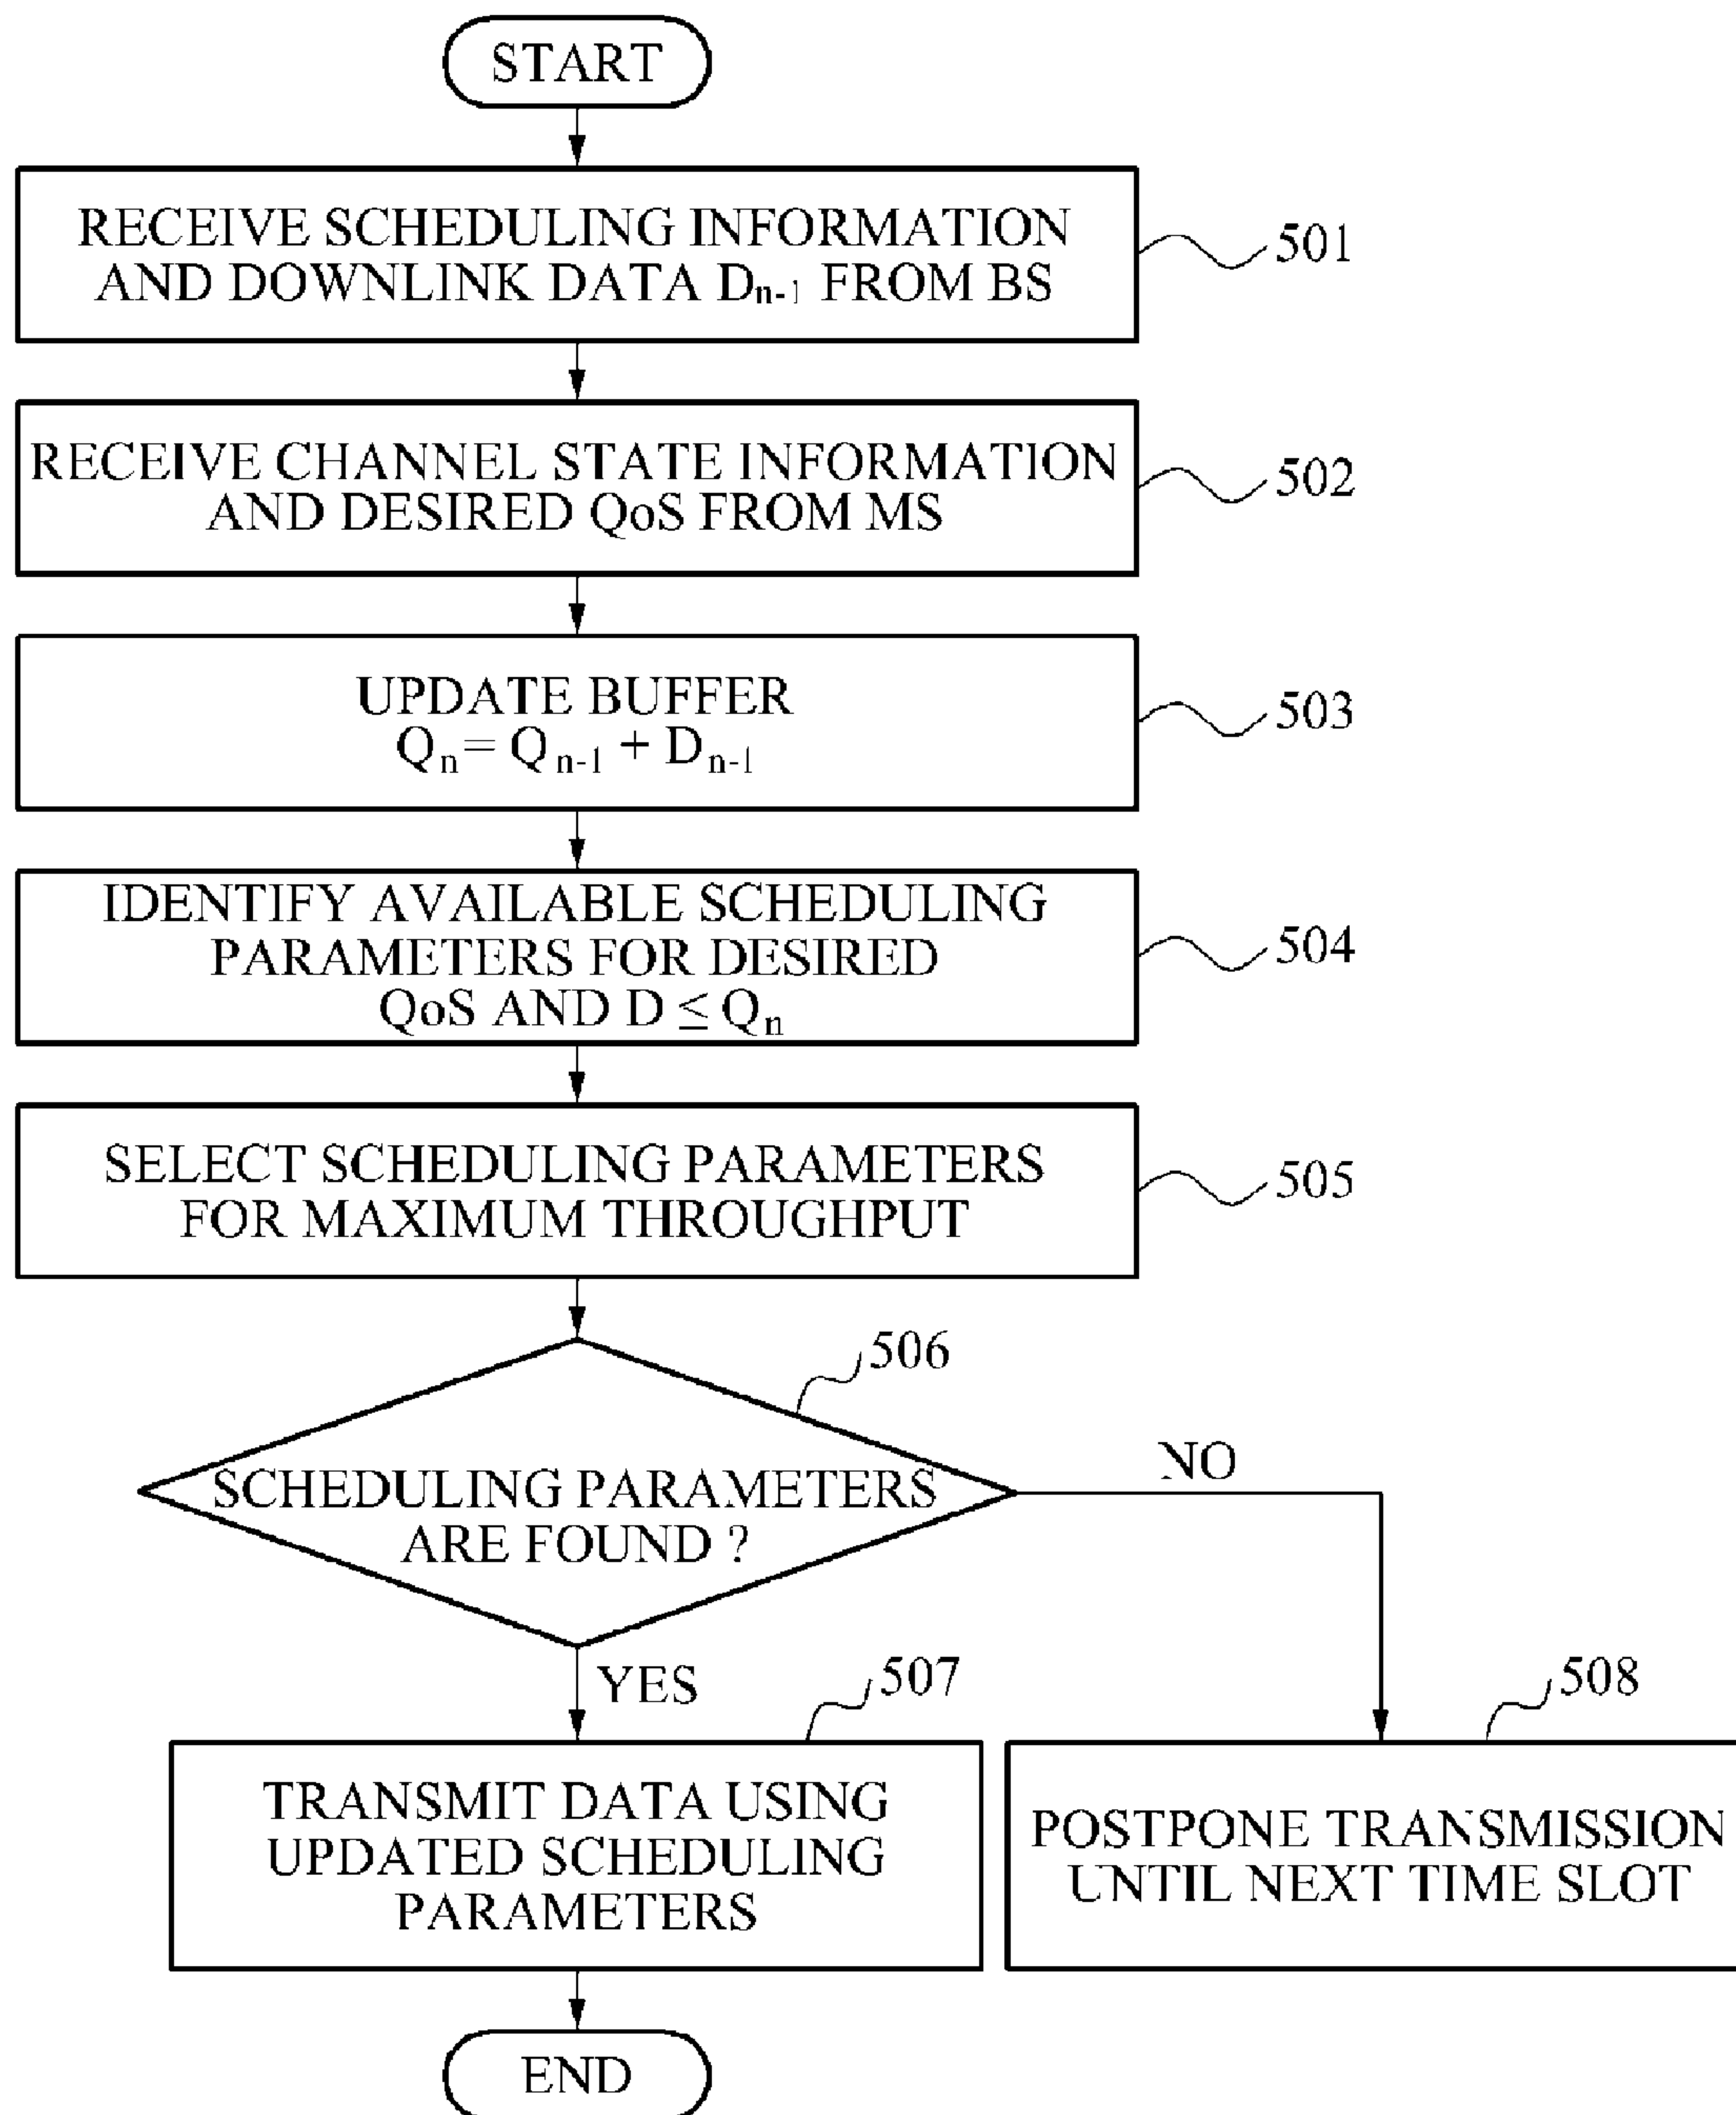 START
RECEIVE SCHEDULING INFORMATION
AND DOWNLINK DATA Dn-1 FROM BS
501
RECEIVE CHANNEL STATE INFORMATION
AND DESIRED QoS FROM MS
502
UPDATE BUFFER
Qn = Qn-1 + Dn-1
503
IDENTIFY AVAILABLE SCHEDULING
PARAMETERS FOR DESIRED
QoS AND D ≤ Qn
504
SELECT SCHEDULING PARAMETERS
FOR MAXIMUM THROUGHPUT
505
506
SCHEDULING PARAMETERS
ARE FOUND ?
NO
YES
507
TRANSMIT DATA USING
UPDATED SCHEDULING
PARAMETERS
508
POSTPONE TRANSMISSION
UNTIL NEXT TIME SLOT
END